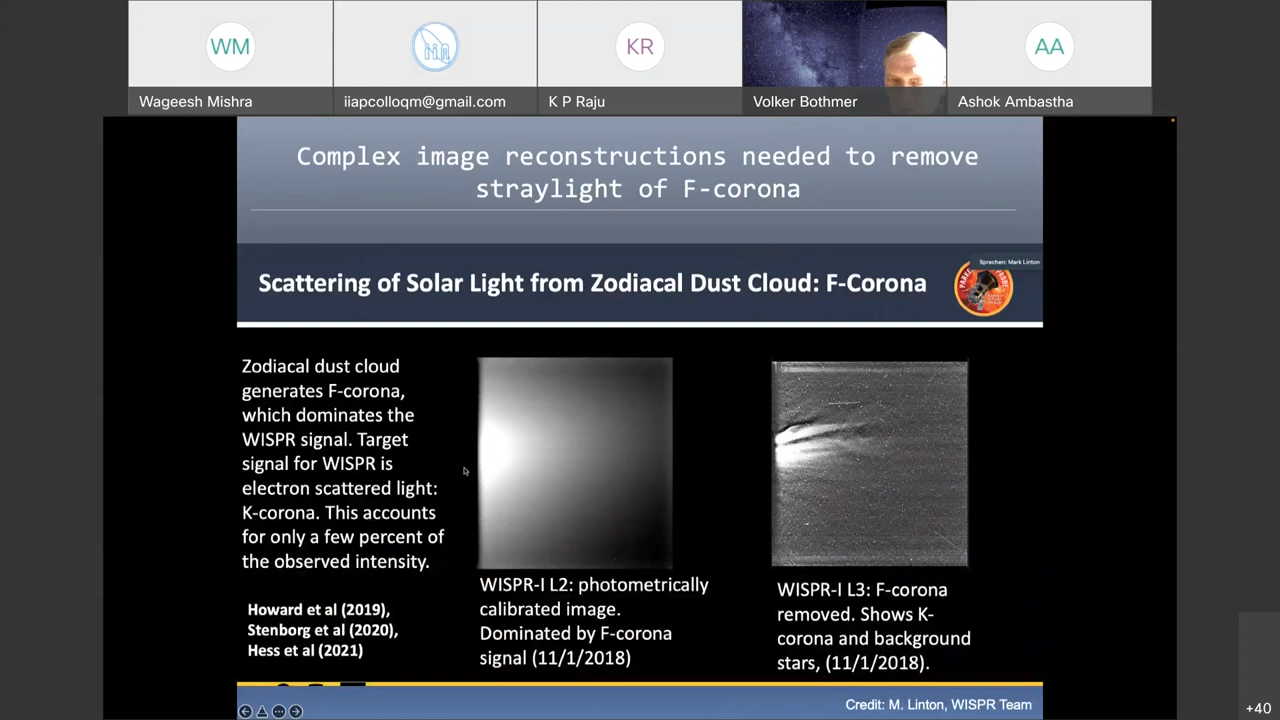 WM
KR
AA
Wageesh Mishra
iiapcolloqm@gmail.com
K P Raju
Volker Bothmer
Ashok Ambastha
Complex image reconstructions needed to remove
straylight of F-corona
Sprechen: Mark Linton
Scattering of Solar Light from Zodiacal Dust Cloud: F-Corona
Zodiacal dust cloud
generates F-corona,
which dominates the
WISPR signal. Target
signal for WISPR is
electron scattered light:
K-corona. This accounts
for only a few percent of
the observed intensity.
Howard et al (2019),
Stenborg et al (2020),
Hess et al (2021)
WISPR-I L2: photometrically
calibrated image.
Dominated by F-corona
signal (11/1/2018)
WISPR-I L3: F-corona
removed. Shows K-
corona and background
stars, (11/1/2018).
Credit: M. Linton, WISPR Team
+40